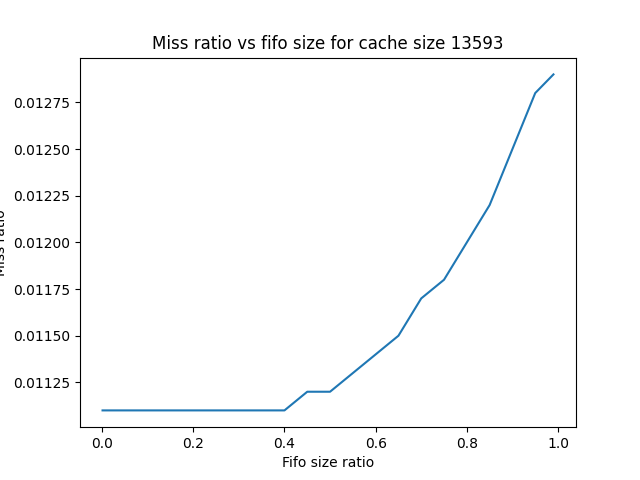 Miss ratio vs fifo size for cache size 13593
0.01275
0.01250
0.01225
0.01200
0.01175
0.01150
0.01125
Miss ratio
0.0 0.2 0.4 0.6 0.8 1.0
Fifo size ratio